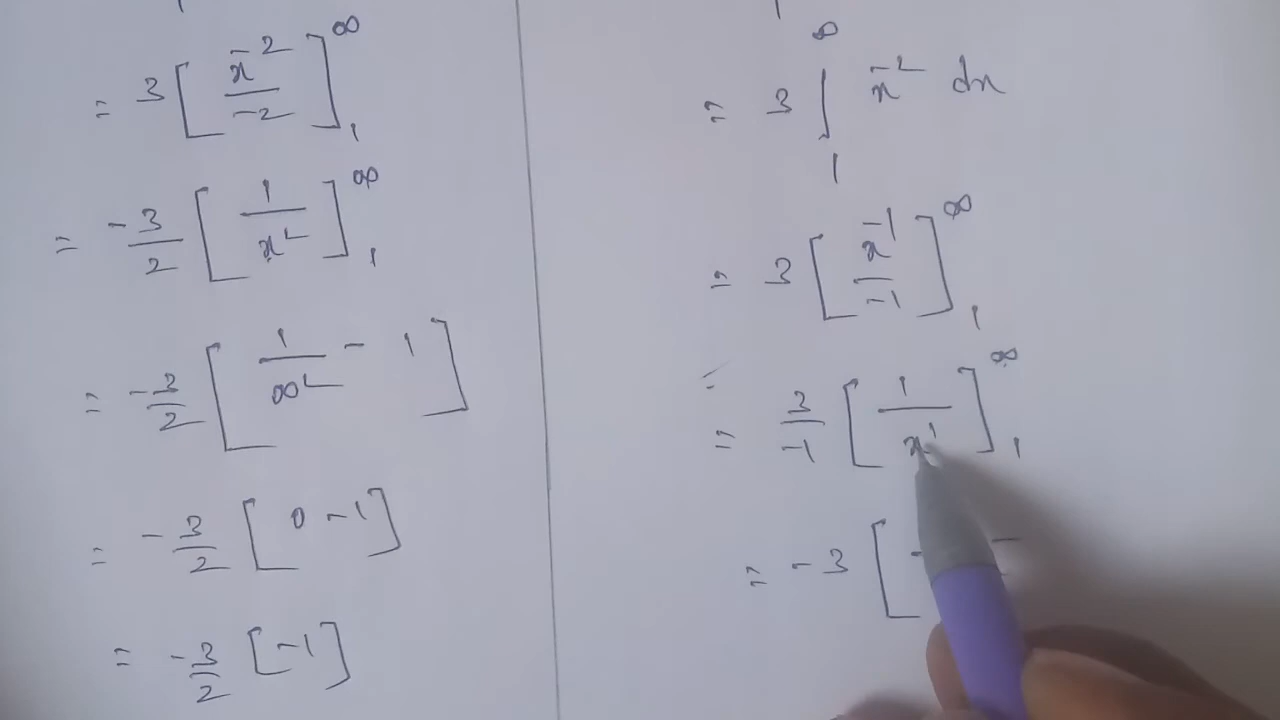 = 3 [ x^-2 / -2 ]_1^∞
= -3/2 [ 1 / x^2 ]_1^∞
= -3/2 [ 1/∞^2 - 1 ]
= -3/2 [ 0 - 1 ]
= -3/2 [ -1 ]
= 3 ∫_1^∞ x^-2 dx
= 3 [ x^-1 / -1 ]_1^∞
=
= 3/-1 [ 1 / x^1 ]_1^∞
= -3 [